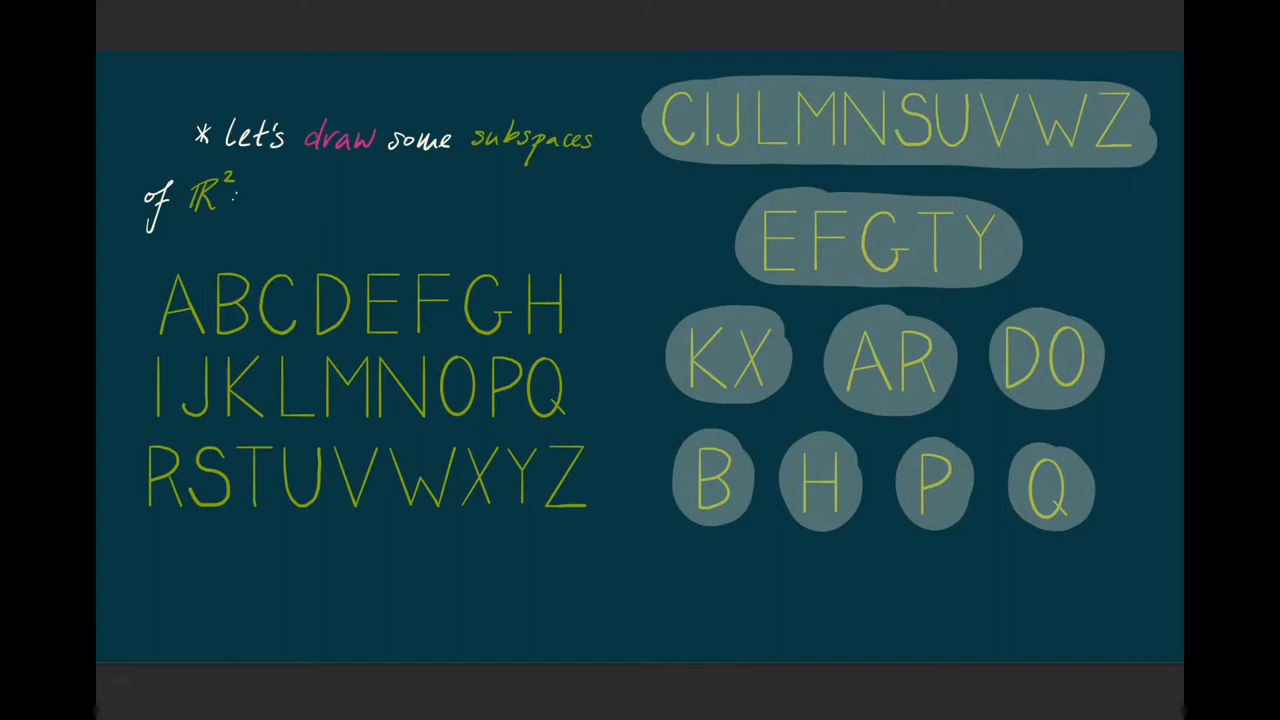 * Let's draw some subspaces
of ℝ²:
ABCDEFGH
IJKLMNOPQ
RSTUVWXYZ
CIJLMNSUVWZ
EFGTY
KX AR DO
B H P Q